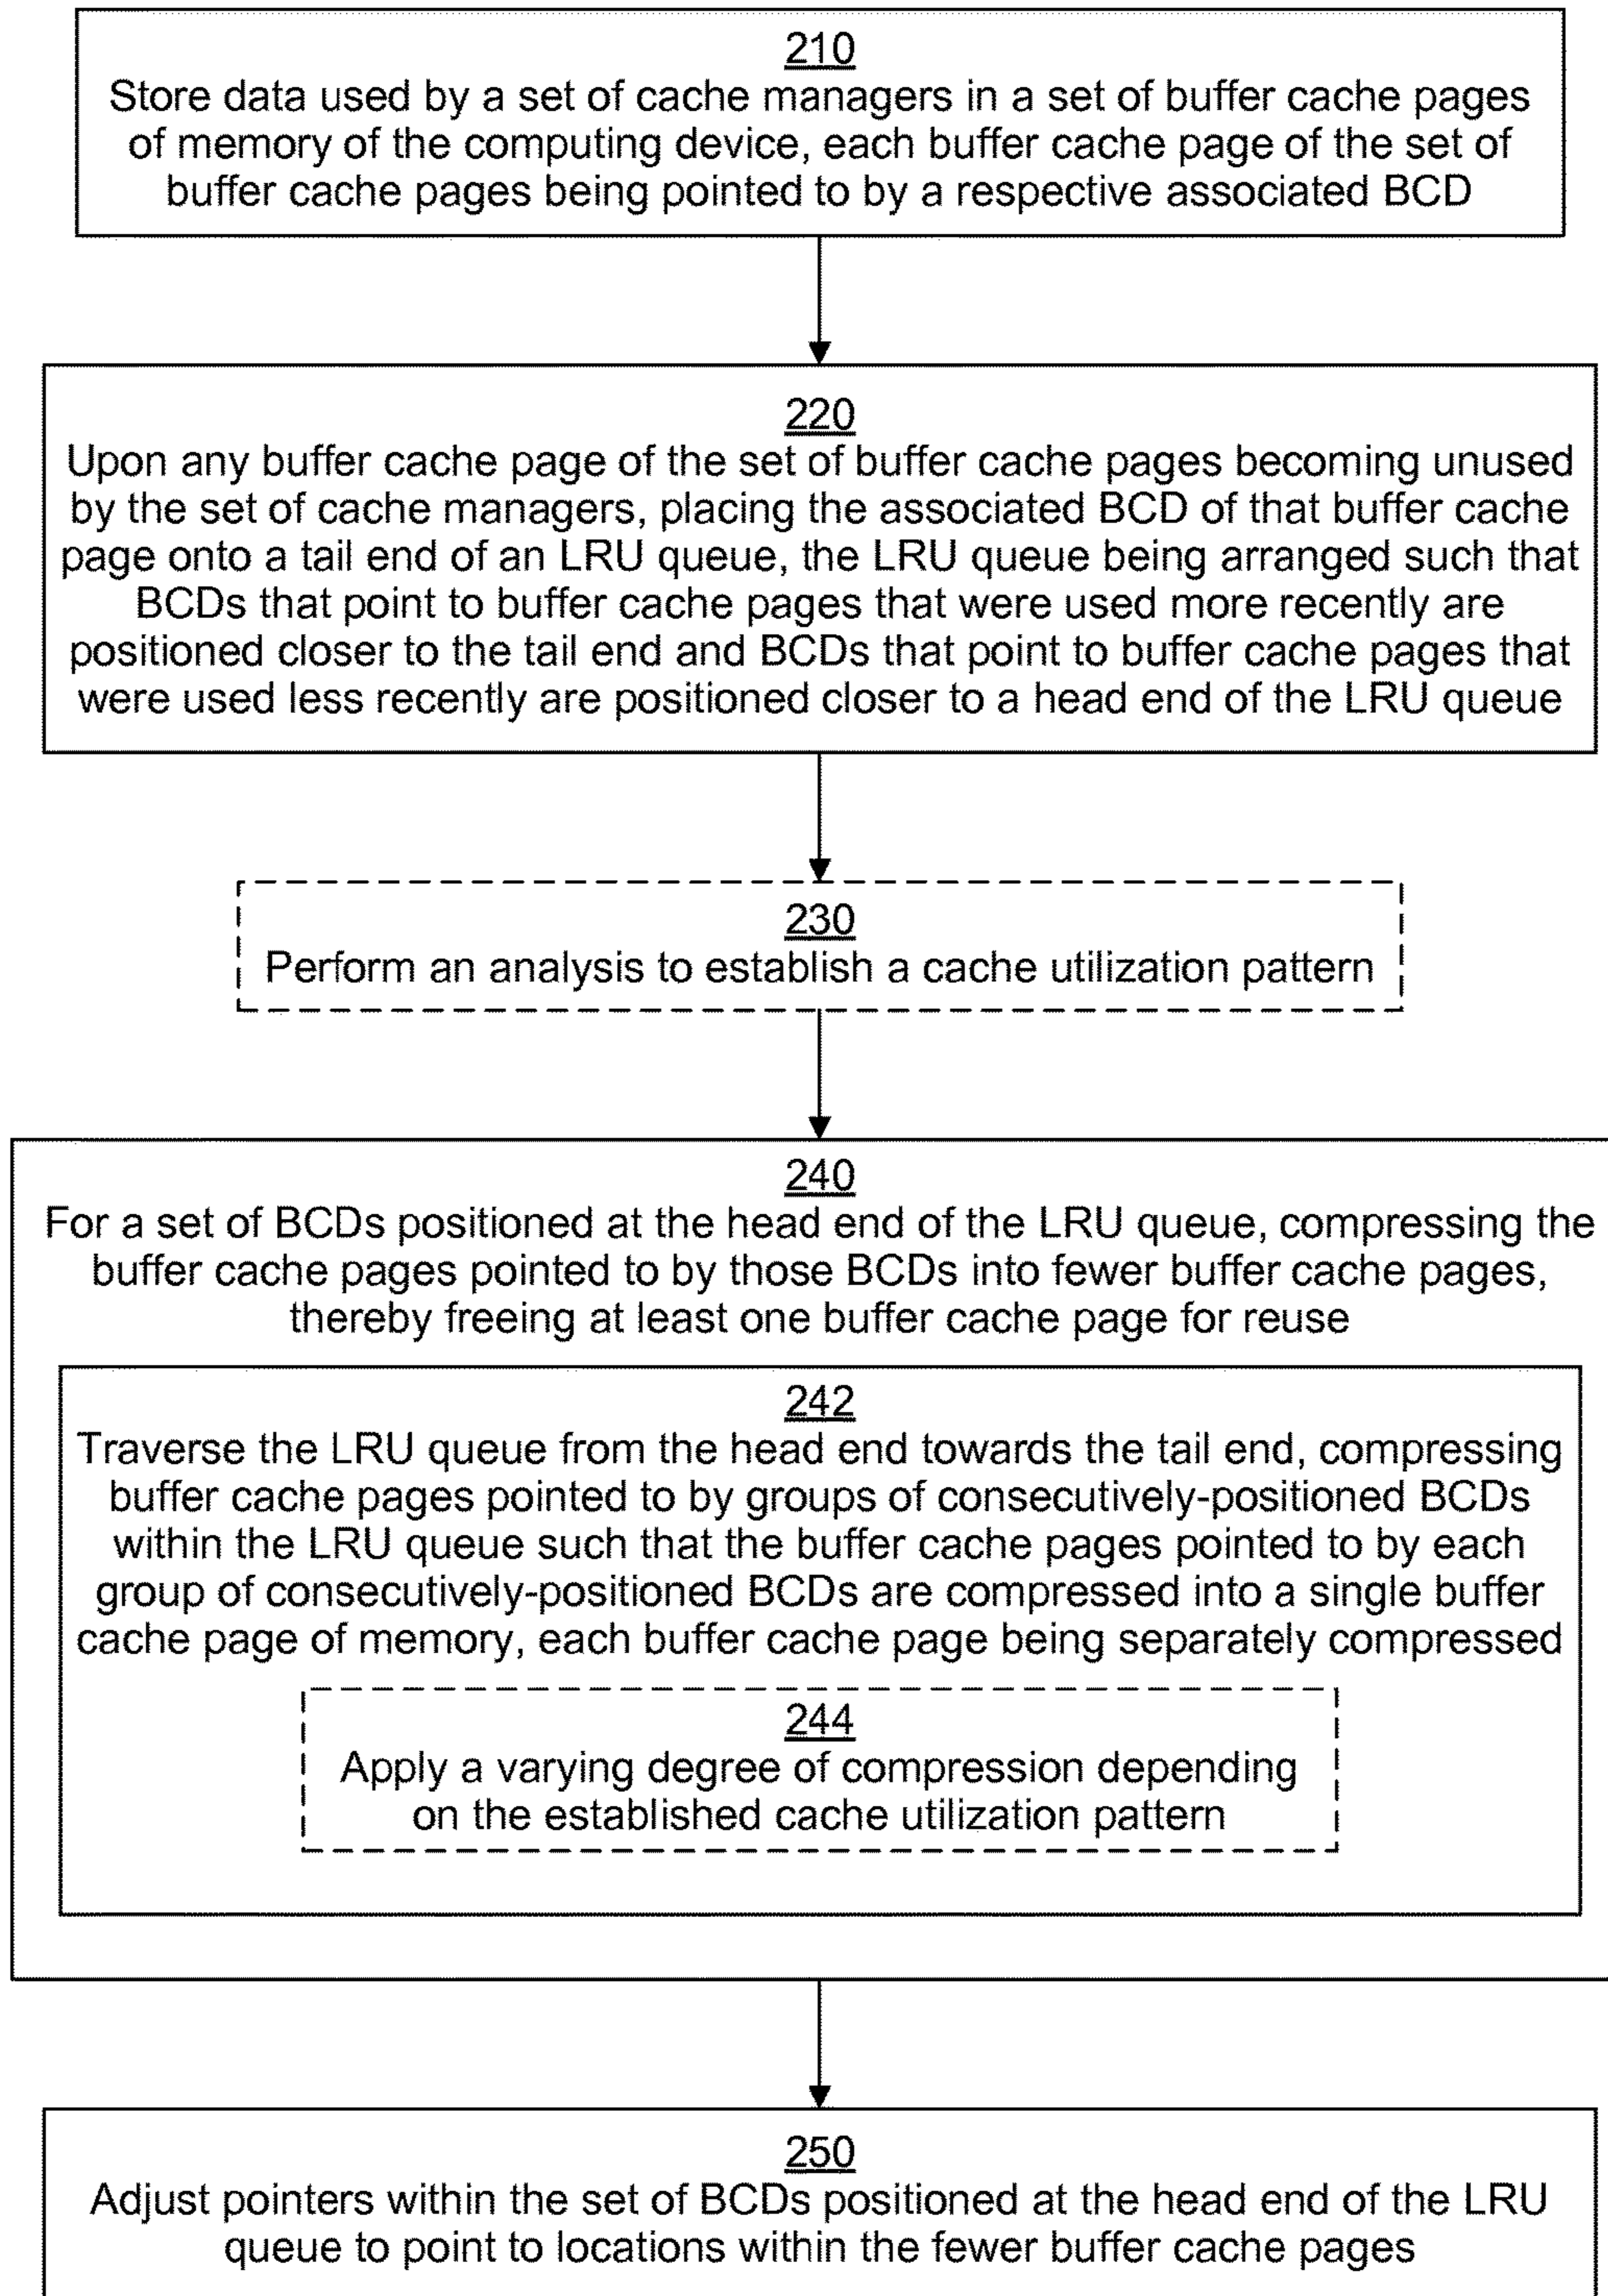 210
Store data used by a set of cache managers in a set of buffer cache pages
of memory of the computing device, each buffer cache page of the set of
buffer cache pages being pointed to by a respective associated BCD
220
Upon any buffer cache page of the set of buffer cache pages becoming unused
by the set of cache managers, placing the associated BCD of that buffer cache
page onto a tail end of an LRU queue, the LRU queue being arranged such that
BCDs that point to buffer cache pages that were used more recently are
positioned closer to the tail end and BCDs that point to buffer cache pages that
were used less recently are positioned closer to a head end of the LRU queue
230
Perform an analysis to establish a cache utilization pattern
240
For a set of BCDs positioned at the head end of the LRU queue, compressing the
buffer cache pages pointed to by those BCDs into fewer buffer cache pages,
thereby freeing at least one buffer cache page for reuse
242
Traverse the LRU queue from the head end towards the tail end, compressing
buffer cache pages pointed to by groups of consecutively-positioned BCDs
within the LRU queue such that the buffer cache pages pointed to by each
group of consecutively-positioned BCDs are compressed into a single buffer
cache page of memory, each buffer cache page being separately compressed
244
Apply a varying degree of compression depending
on the established cache utilization pattern
250
Adjust pointers within the set of BCDs positioned at the head end of the LRU
queue to point to locations within the fewer buffer cache pages